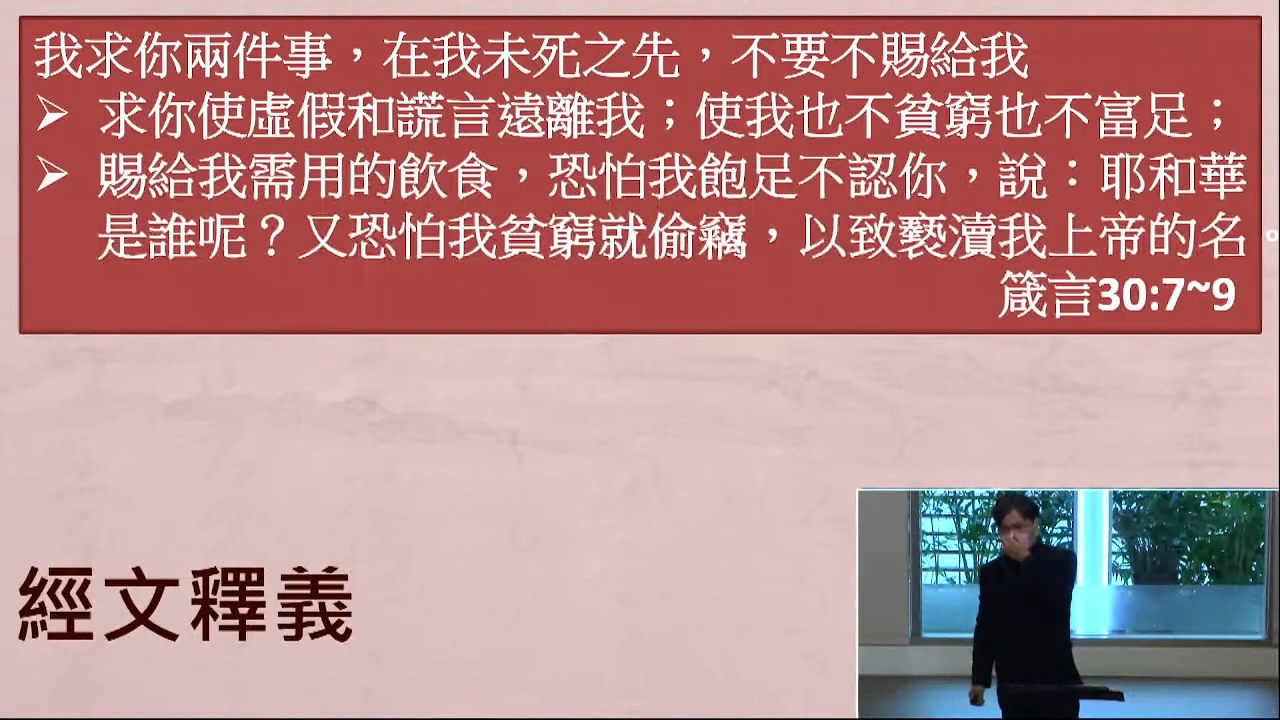 我求你兩件事，在我未死之先，不要不賜給我
➢ 求你使虛假和謊言遠離我；使我也不貧窮也不富足；
➢ 賜給我需用的飲食，恐怕我飽足不認你，說：耶和華
是誰呢？又恐怕我貧窮就偷竊，以致褻瀆我上帝的名。
箴言30:7~9
經文釋義